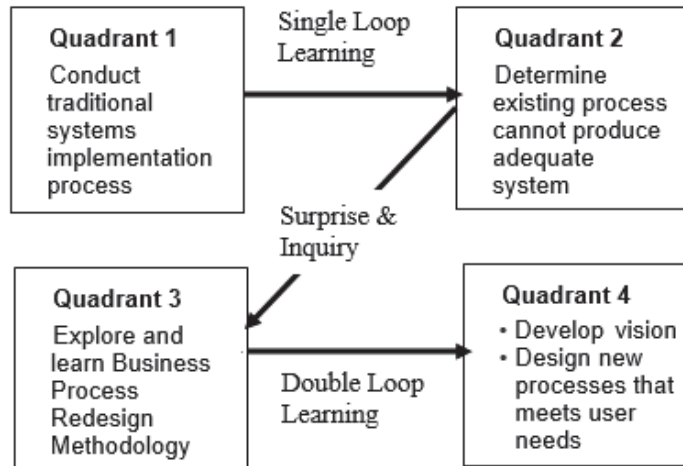 Quadrant 1
Conduct
traditional
systems
implementation
process
Single Loop
Learning
Quadrant 2
Determine
existing process
cannot produce
adequate
system
Surprise &
Inquiry
Quadrant 3
Explore and
learn Business
Process
Redesign
Methodology
Double Loop
Learning
Quadrant 4
• Develop vision
• Design new
processes that
meets user
needs